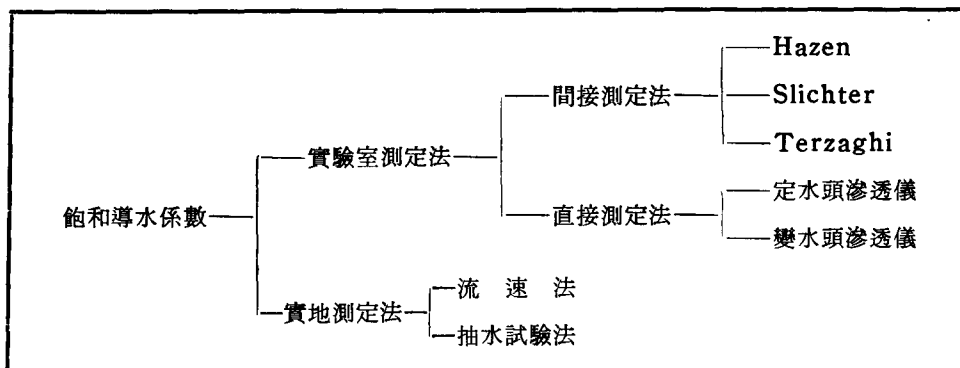 飽和導水係數
實驗室測定法
間接測定法
Hazen
Slichter
Terzaghi
直接測定法
定水頭滲透儀
變水頭滲透儀
實地測定法
流 速 法
抽水試驗法